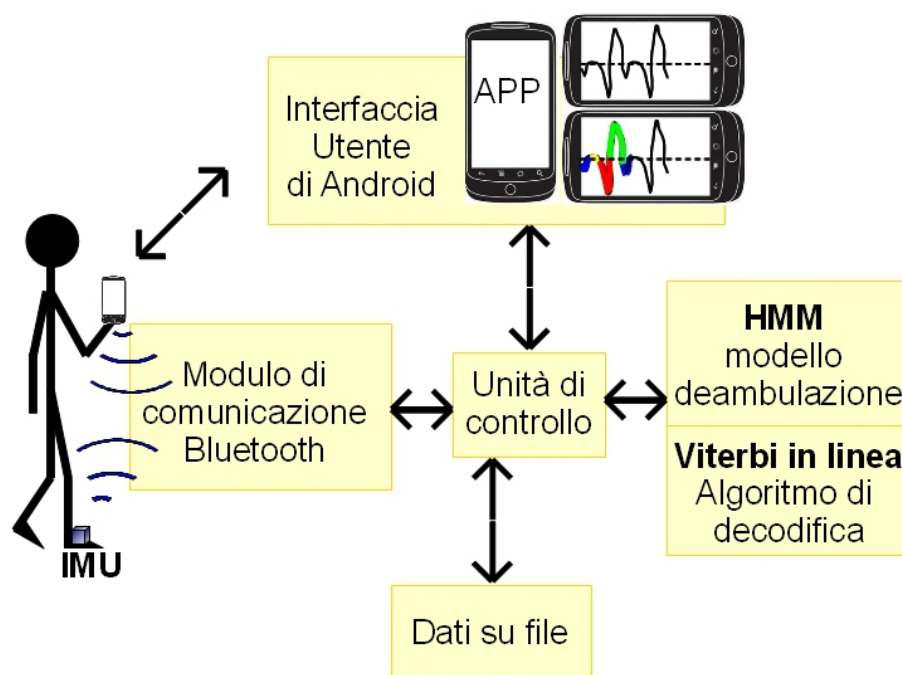 APP
Interfaccia
Utente
di Android
HMM
modello
deambulazione
Modulo di
comunicazione
Bluetooth
Unità di
controllo
Viterbi in linea
Algoritmo di
decodifica
IMU
Dati su file